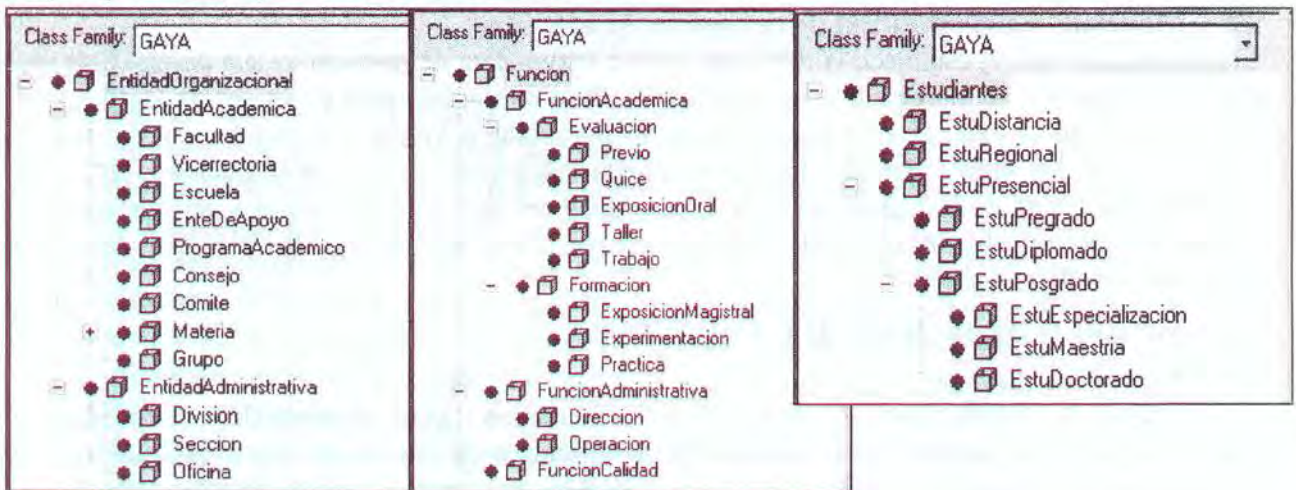 Class Family: GAYA
EntidadOrganizacional
EntidadAcademica
Facultad
Vicerrectoria
Escuela
EnteDeApoyo
ProgramaAcademico
Consejo
Comite
Materia
Grupo
EntidadAdministrativa
Division
Seccion
Oficina
Class Family: GAYA
Funcion
FuncionAcademica
Evaluacion
Previo
Quice
ExposicionOral
Taller
Trabajo
Formacion
ExposicionMagistral
Experimentacion
Practica
FuncionAdministrativa
Direccion
Operacion
FuncionCalidad
Class Family: GAYA
Estudiantes
EstuDistancia
EstuRegional
EstuPresencial
EstuPregrado
EstuDiplomado
EstuPosgrado
EstuEspecializacion
EstuMaestria
EstuDoctorado